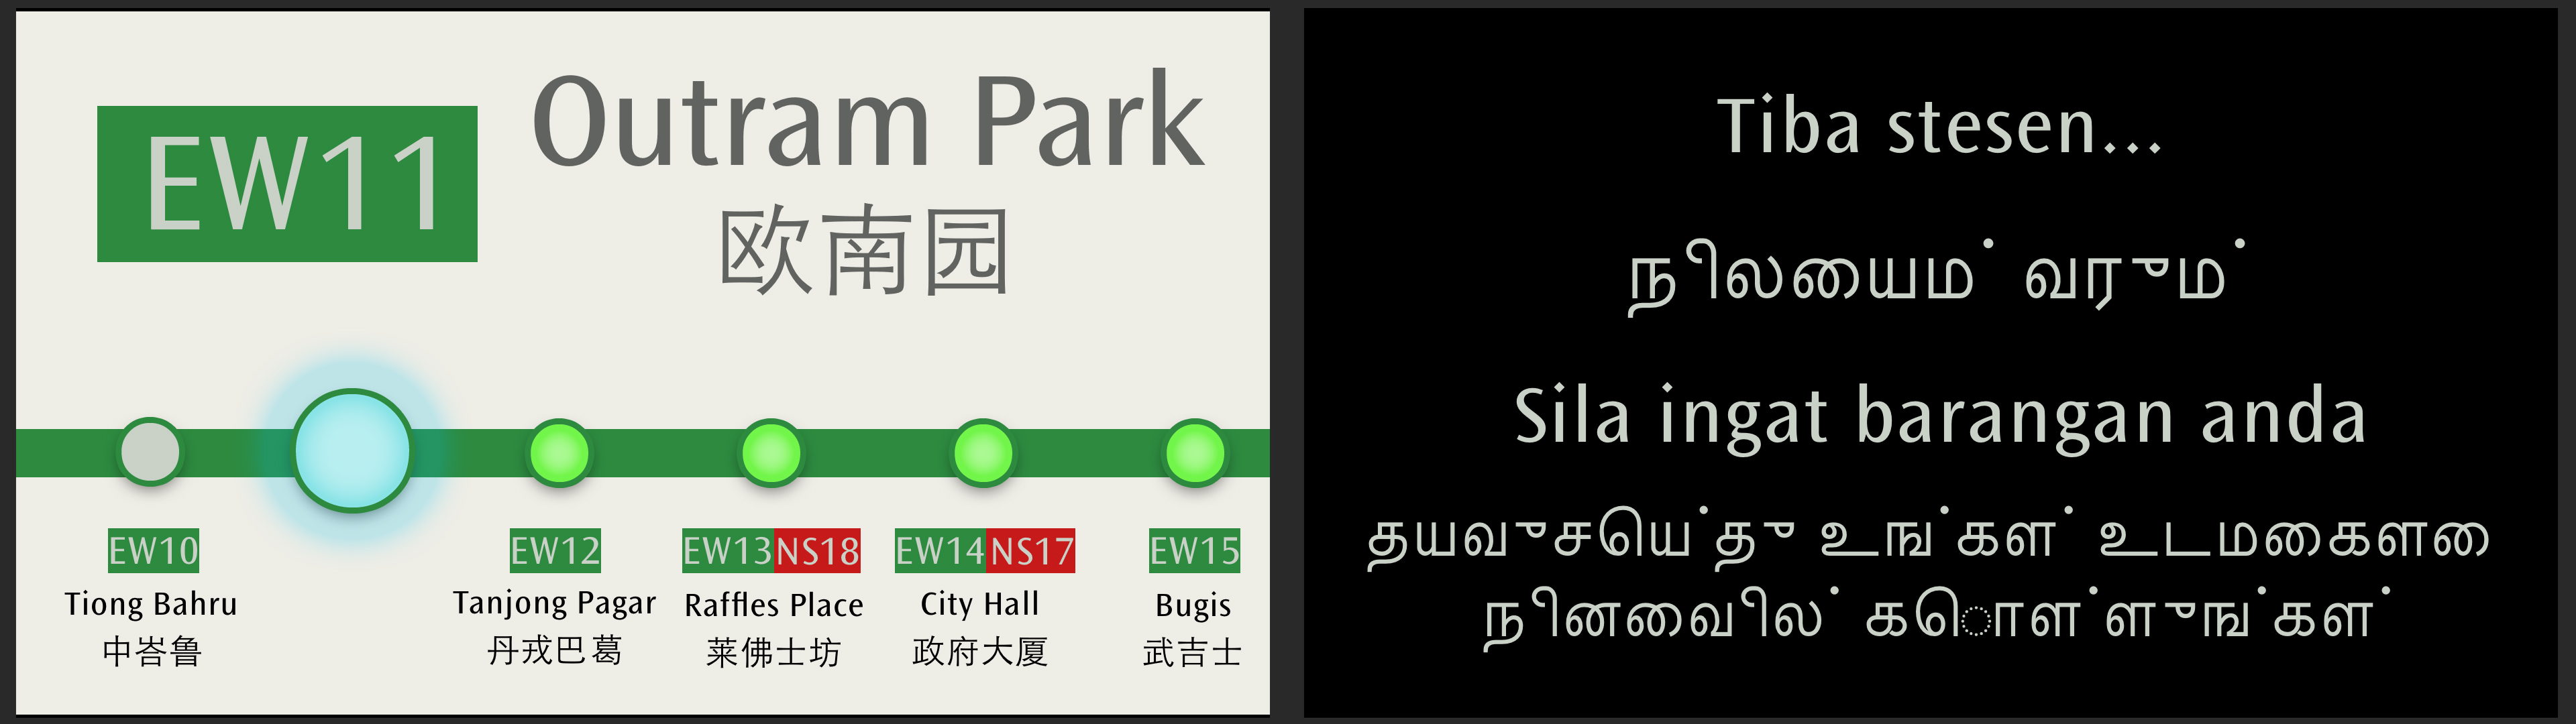 EW11
Outram Park
欧南园
EW10
Tiong Bahru
中峇鲁
EW12
Tanjong Pagar
丹戎巴葛
EW13 NS18
Raffles Place
莱佛士坊
EW14 NS17
City Hall
政府大厦
EW15
Bugis
武吉士
Tiba stesen...
நிலையம் வரும்
Sila ingat barangan anda
தயவுசெய்து உங்கள் உடமைகளை
நினைவில் கொள்ளுங்கள்